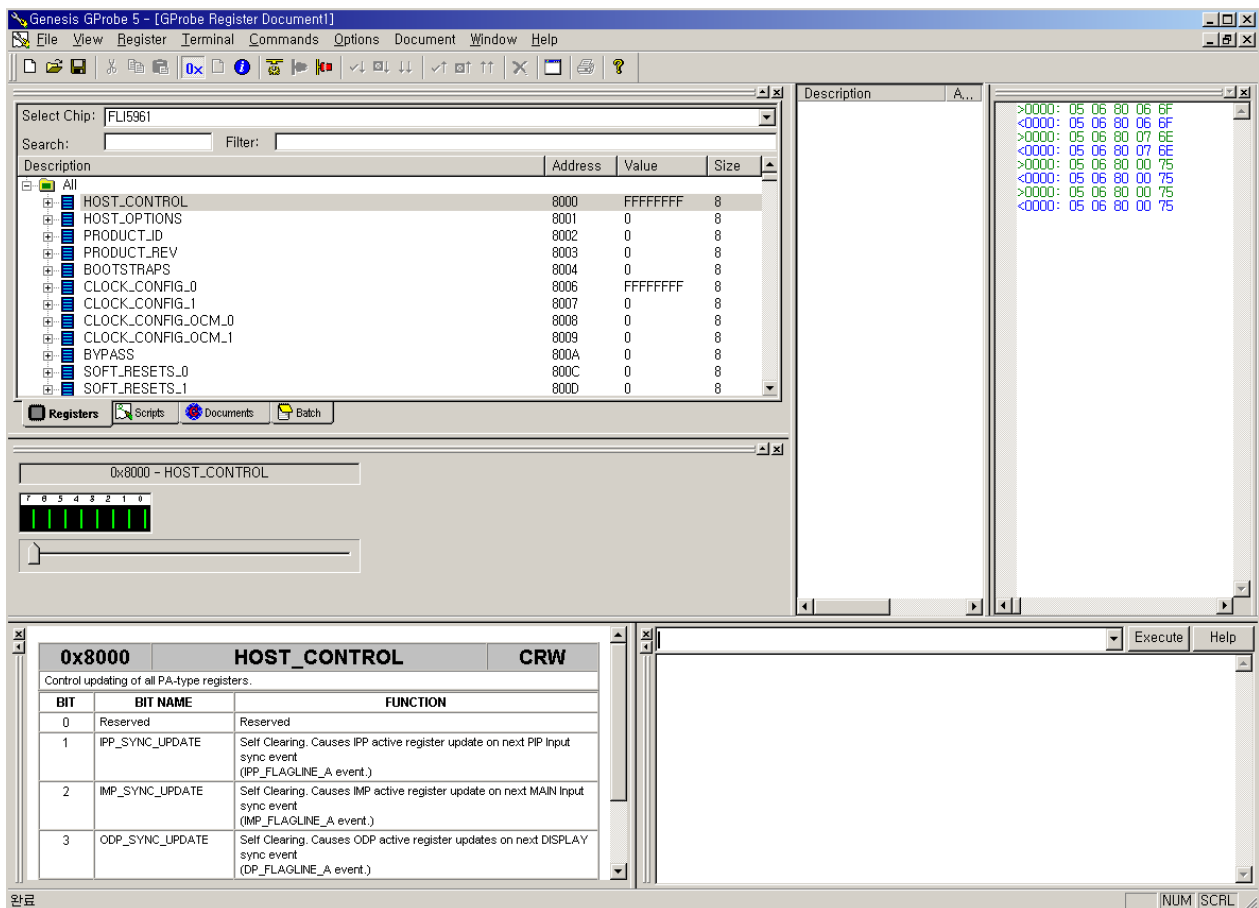 Genesis GProbe 5 - [GProbe Register Document1]
File View Register Terminal Commands Options Document Window Help
0x
Select Chip: FLI5961
Search: Filter:
Description Address Value Size
All
HOST_CONTROL 8000 FFFFFFFF 8
HOST_OPTIONS 8001 0 8
PRODUCT_ID 8002 0 8
PRODUCT_REV 8003 0 8
BOOTSTRAPS 8004 0 8
CLOCK_CONFIG_0 8006 FFFFFFFF 8
CLOCK_CONFIG_1 8007 0 8
CLOCK_CONFIG_OCM_0 8008 0 8
CLOCK_CONFIG_OCM_1 8009 0 8
BYPASS 800A 0 8
SOFT_RESETS_0 800C 0 8
SOFT_RESETS_1 800D 0 8
Registers Scripts Documents Batch
Description A...
>0000: 05 06 80 06 6F
<0000: 05 06 80 06 6F
>0000: 05 06 80 07 6E
<0000: 05 06 80 07 6E
>0000: 05 06 80 00 75
<0000: 05 06 80 00 75
>0000: 05 06 80 00 75
<0000: 05 06 80 00 75
0x8000 - HOST_CONTROL
7 6 5 4 3 2 1 0
0x8000 HOST_CONTROL CRW
Control updating of all PA-type registers.
BIT BIT NAME FUNCTION
0 Reserved Reserved
1 IPP_SYNC_UPDATE Self Clearing. Causes IPP active register update on next PIP Input
sync event
(IPP_FLAGLINE_A event.)
2 IMP_SYNC_UPDATE Self Clearing. Causes IMP active register update on next MAIN Input
sync event
(IMP_FLAGLINE_A event.)
3 ODP_SYNC_UPDATE Self Clearing. Causes ODP active register updates on next DISPLAY
sync event
(DP_FLAGLINE_A event.)
Execute Help
완료 NUM SCRL